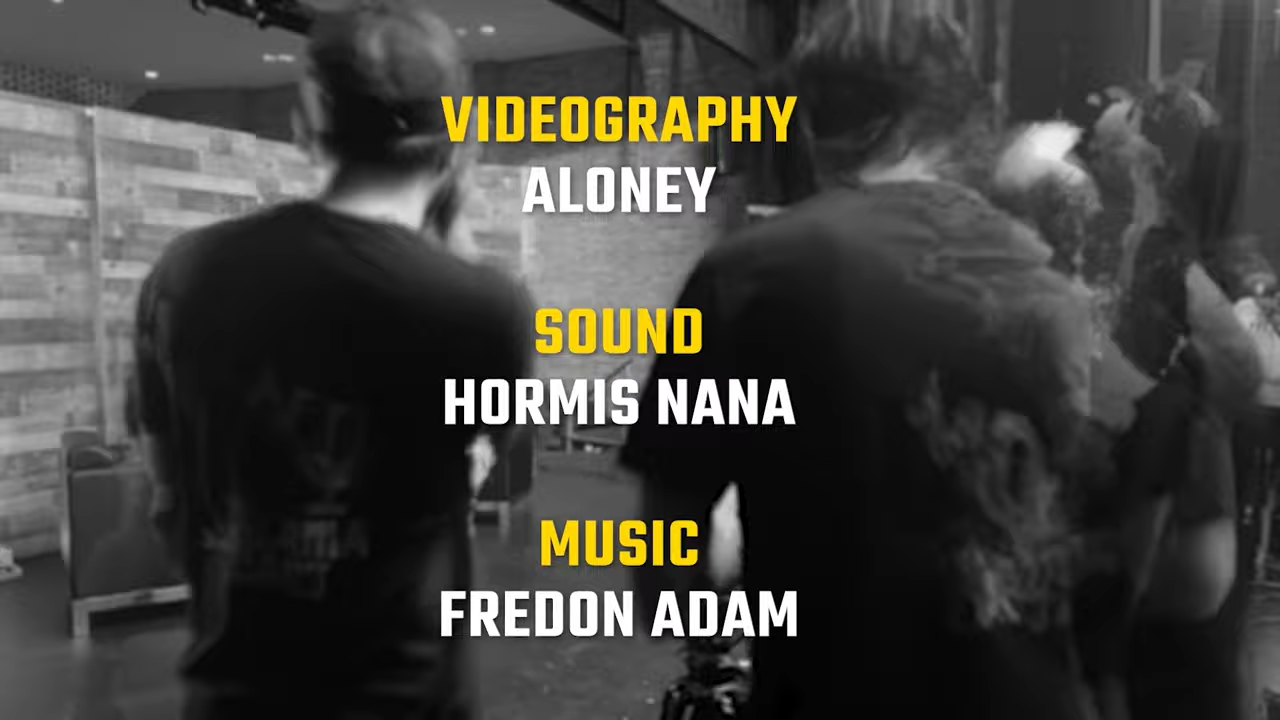 VIDEOGRAPHY
ALONEY
SOUND
HORMIS NANA
MUSIC
FREDON ADAM